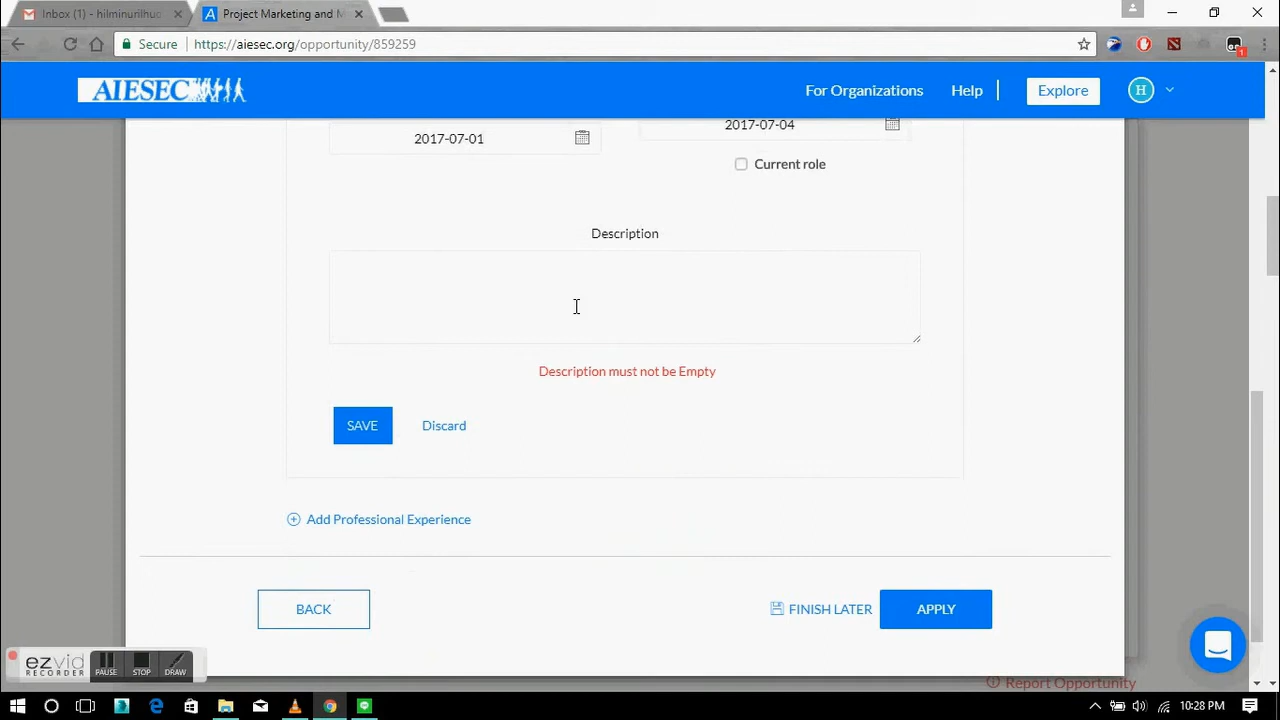 Inbox (1) - hilminurilhud
Project Marketing and M
Secure https://aiesec.org/opportunity/859259
1
AIESEC
For Organizations Help Explore H
2017-07-01
2017-07-04
Current role
Description
Description must not be Empty
SAVE Discard
Add Professional Experience
BACK
FINISH LATER
APPLY
ezvid
RECORDER
PAUSE STOP DRAW
Report Opportunity
10:28 PM